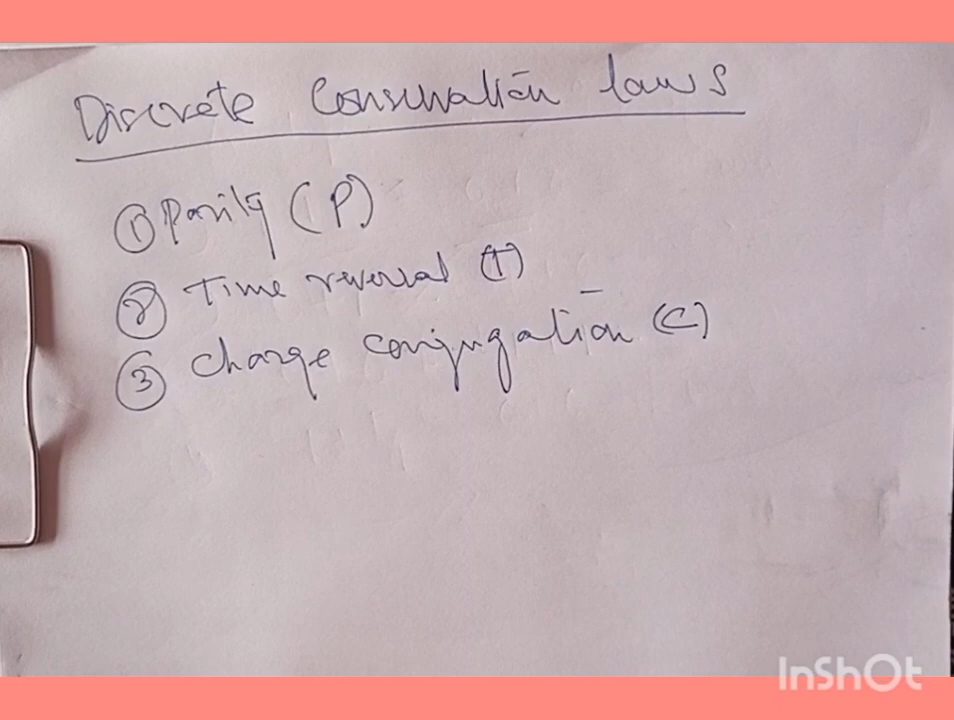 Discrete Conservation laws
① Parity (P)
② Time reversal (T)
③ charge conjugation (C)
InShOt